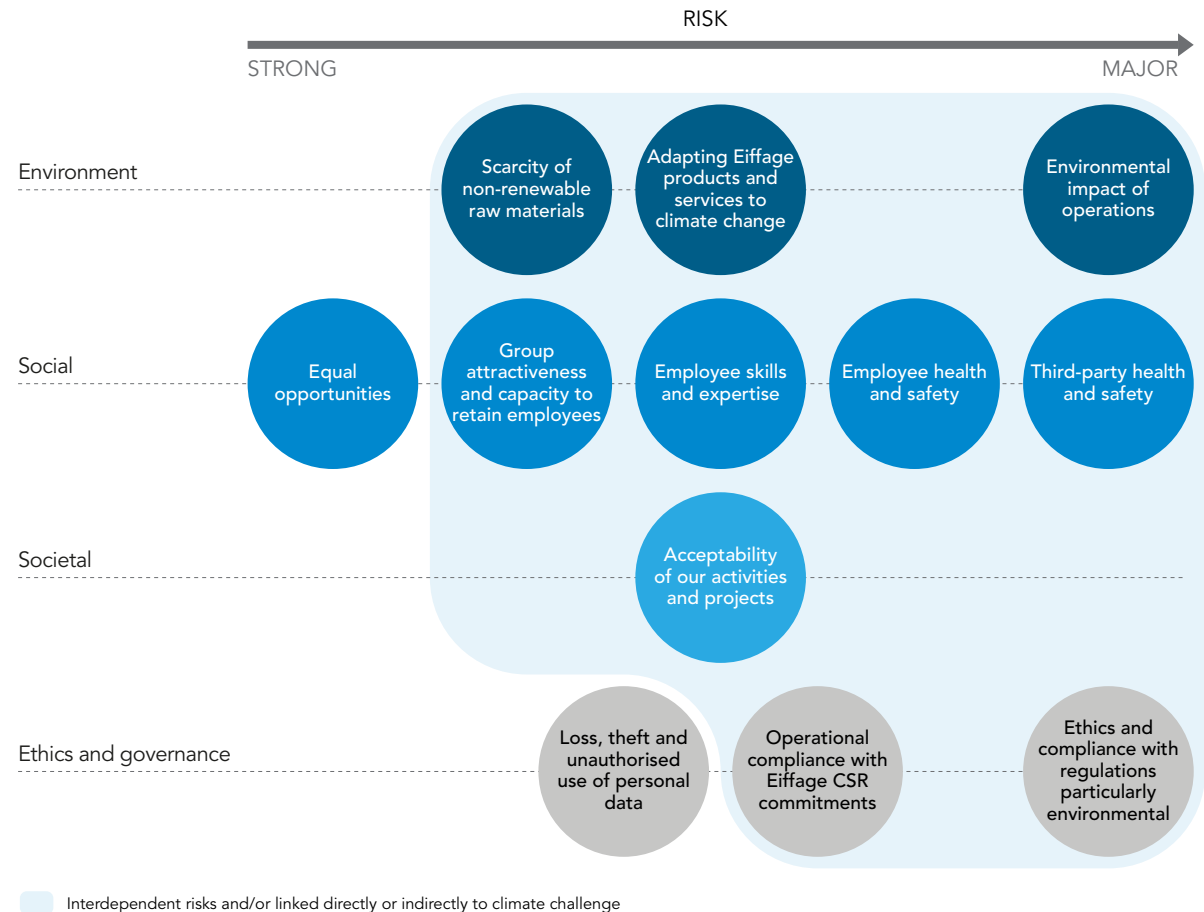 RISK
STRONG
MAJOR
Environment
Scarcity of
non-renewable
raw materials
Adapting Eiffage
products and
services to
climate change
Environmental
impact of
operations
Social
Equal
opportunities
Group
attractiveness
and capacity to
retain employees
Employee skills
and expertise
Employee health
and safety
Third-party health
and safety
Societal
Acceptability
of our activities
and projects
Ethics and governance
Loss, theft and
unauthorised
use of personal
data
Operational
compliance with
Eiffage CSR
commitments
Ethics and
compliance with
regulations
particularly
environmental
Interdependent risks and/or linked directly or indirectly to climate challenge